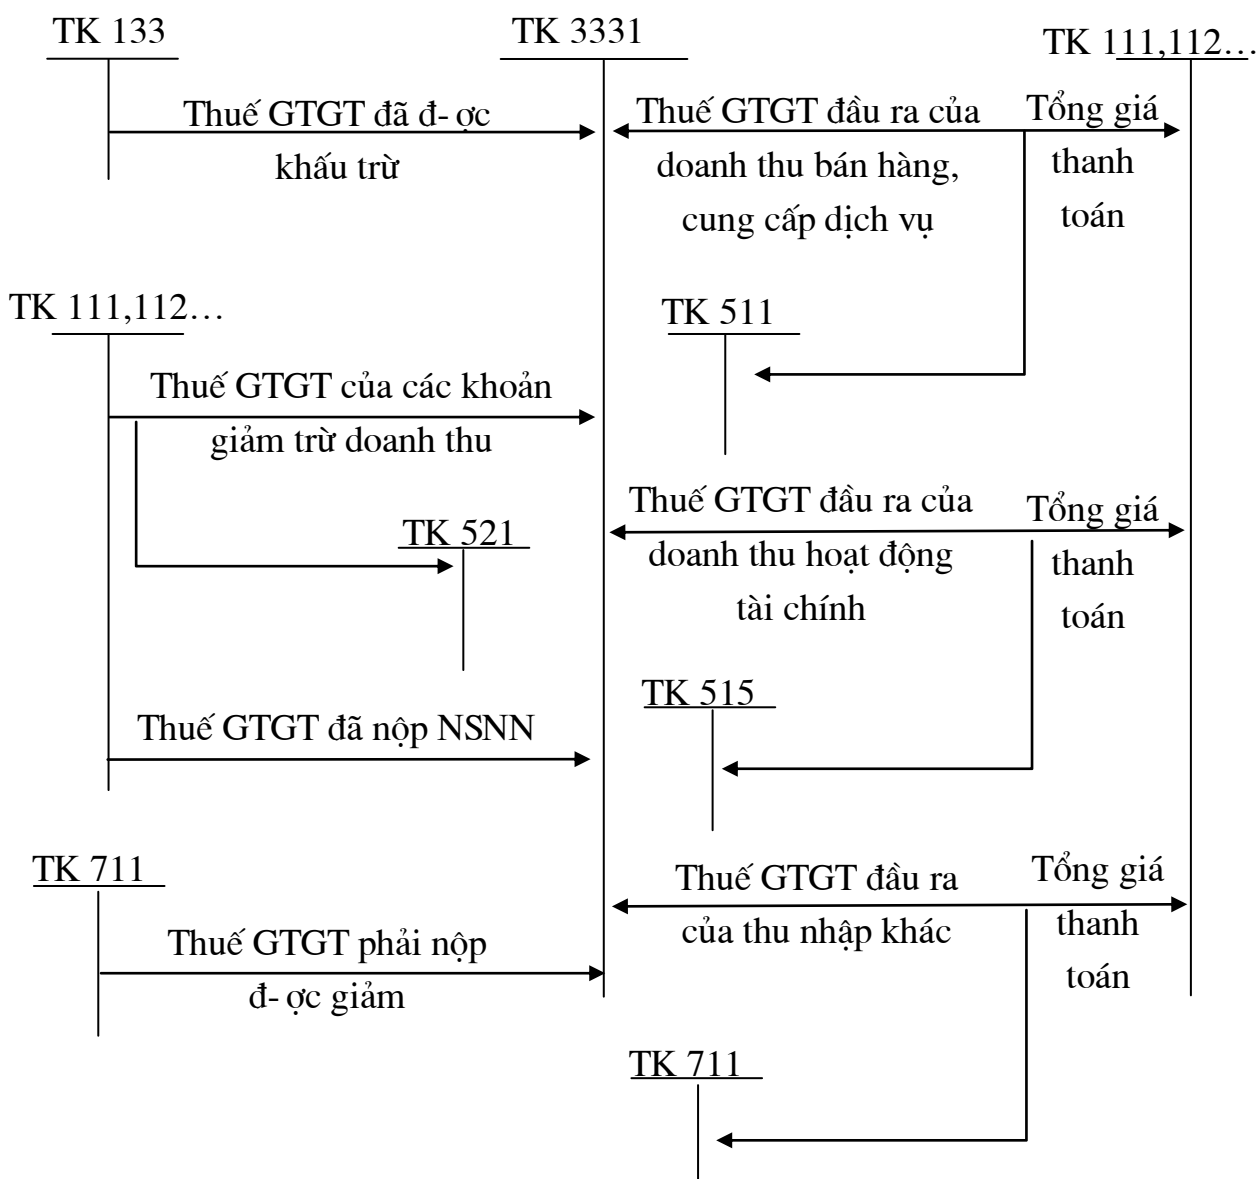 TK 133
TK 3331
TK 111,112…
Thuế GTGT đã đ- ợc
khấu trừ
Thuế GTGT đầu ra của
doanh thu bán hàng,
cung cấp dịch vụ
Tổng giá
thanh
toán
TK 111,112…
TK 511
Thuế GTGT của các khoản
giảm trừ doanh thu
TK 521
Thuế GTGT đầu ra của
doanh thu hoạt động
tài chính
Tổng giá
thanh
toán
TK 515
Thuế GTGT đã nộp NSNN
TK 711
Thuế GTGT phải nộp
đ- ợc giảm
Thuế GTGT đầu ra
của thu nhập khác
Tổng giá
thanh
toán
TK 711